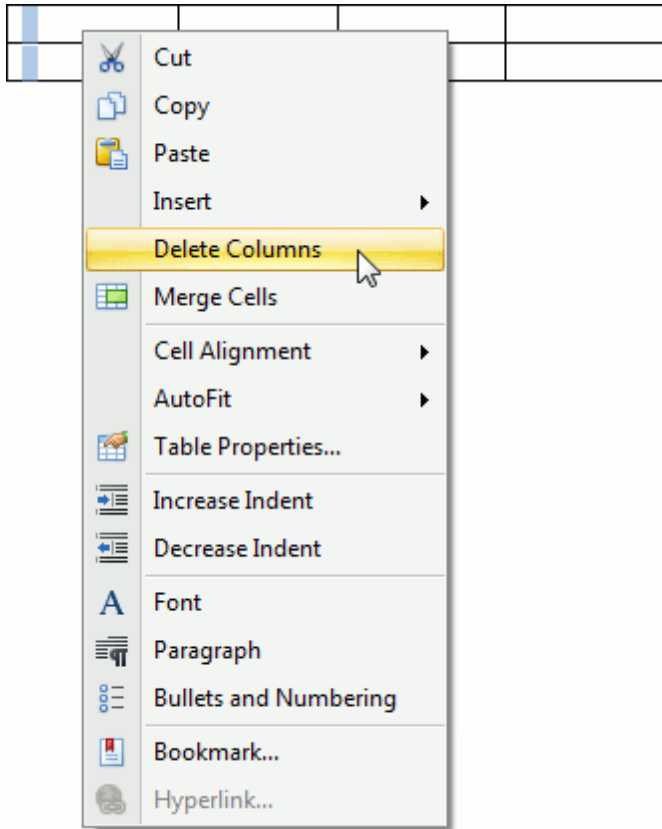 Cut
Copy
Paste
Insert
Delete Columns
Merge Cells
Cell Alignment
AutoFit
Table Properties...
Increase Indent
Decrease Indent
Font
Paragraph
Bullets and Numbering
Bookmark...
Hyperlink...